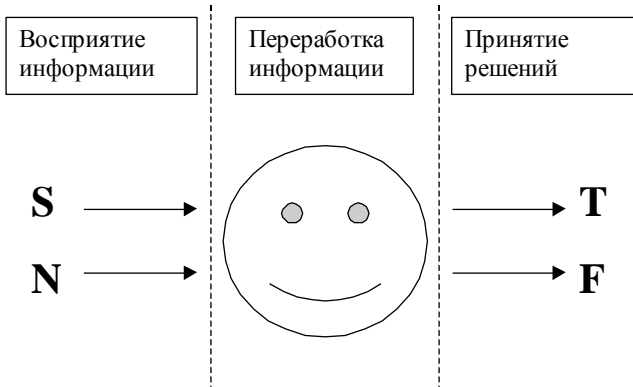 Восприятие
информации
Переработка
информации
Принятие
решений
S
T
N
F